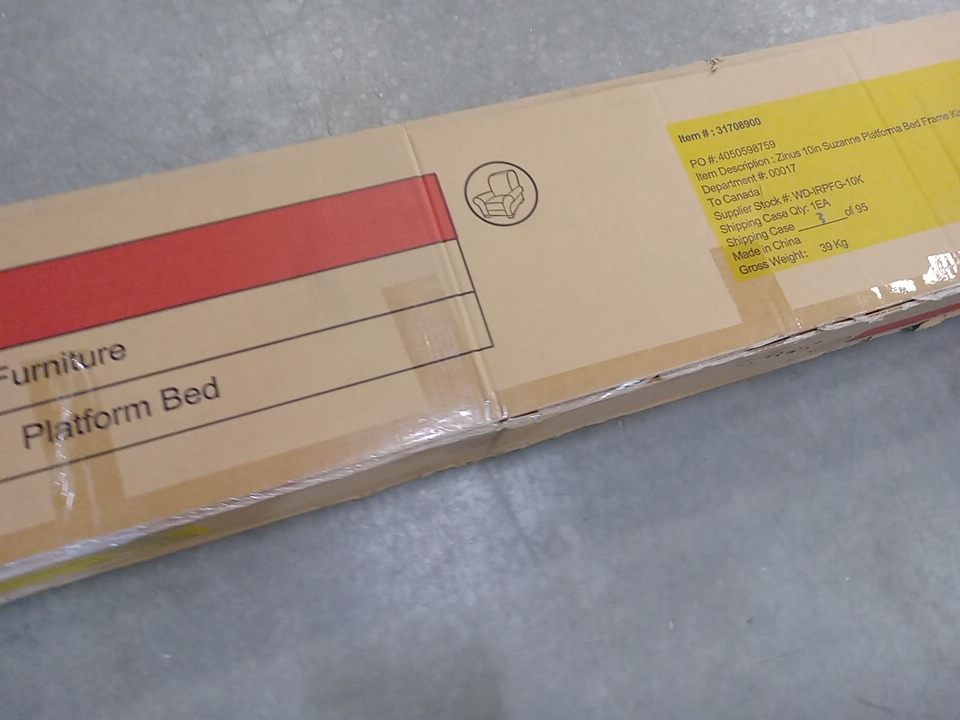 Furniture
Platform Bed
Item # : 31708900
PO #: 4050598759
Item Description : Zinus 10in Suzanne Platforma Bed Frame
Department #: 00017
To Canada/
Supplier Stock #: WD-IRPFG-10K
Shipping Case Qty: 1EA
Shipping Case 3 of 95
Made in China
Gross Weight: 39 Kg